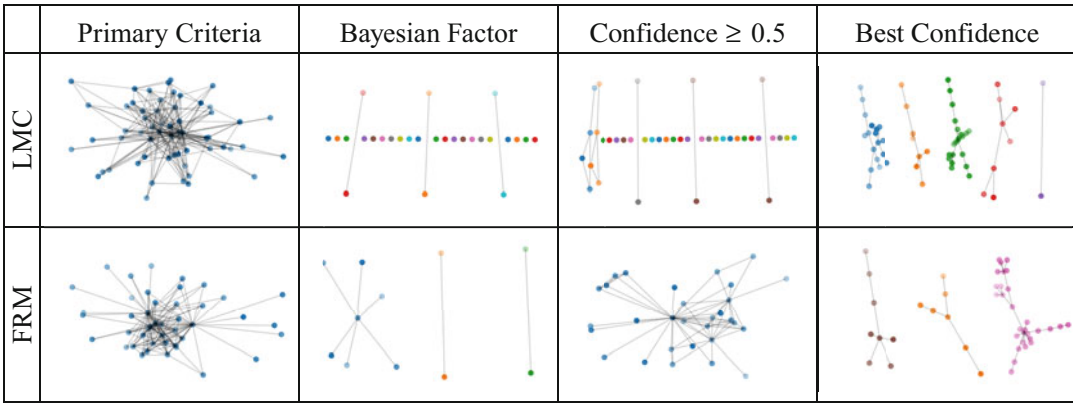 Primary Criteria Bayesian Factor Confidence ≥ 0.5 Best Confidence
LMC
FRM